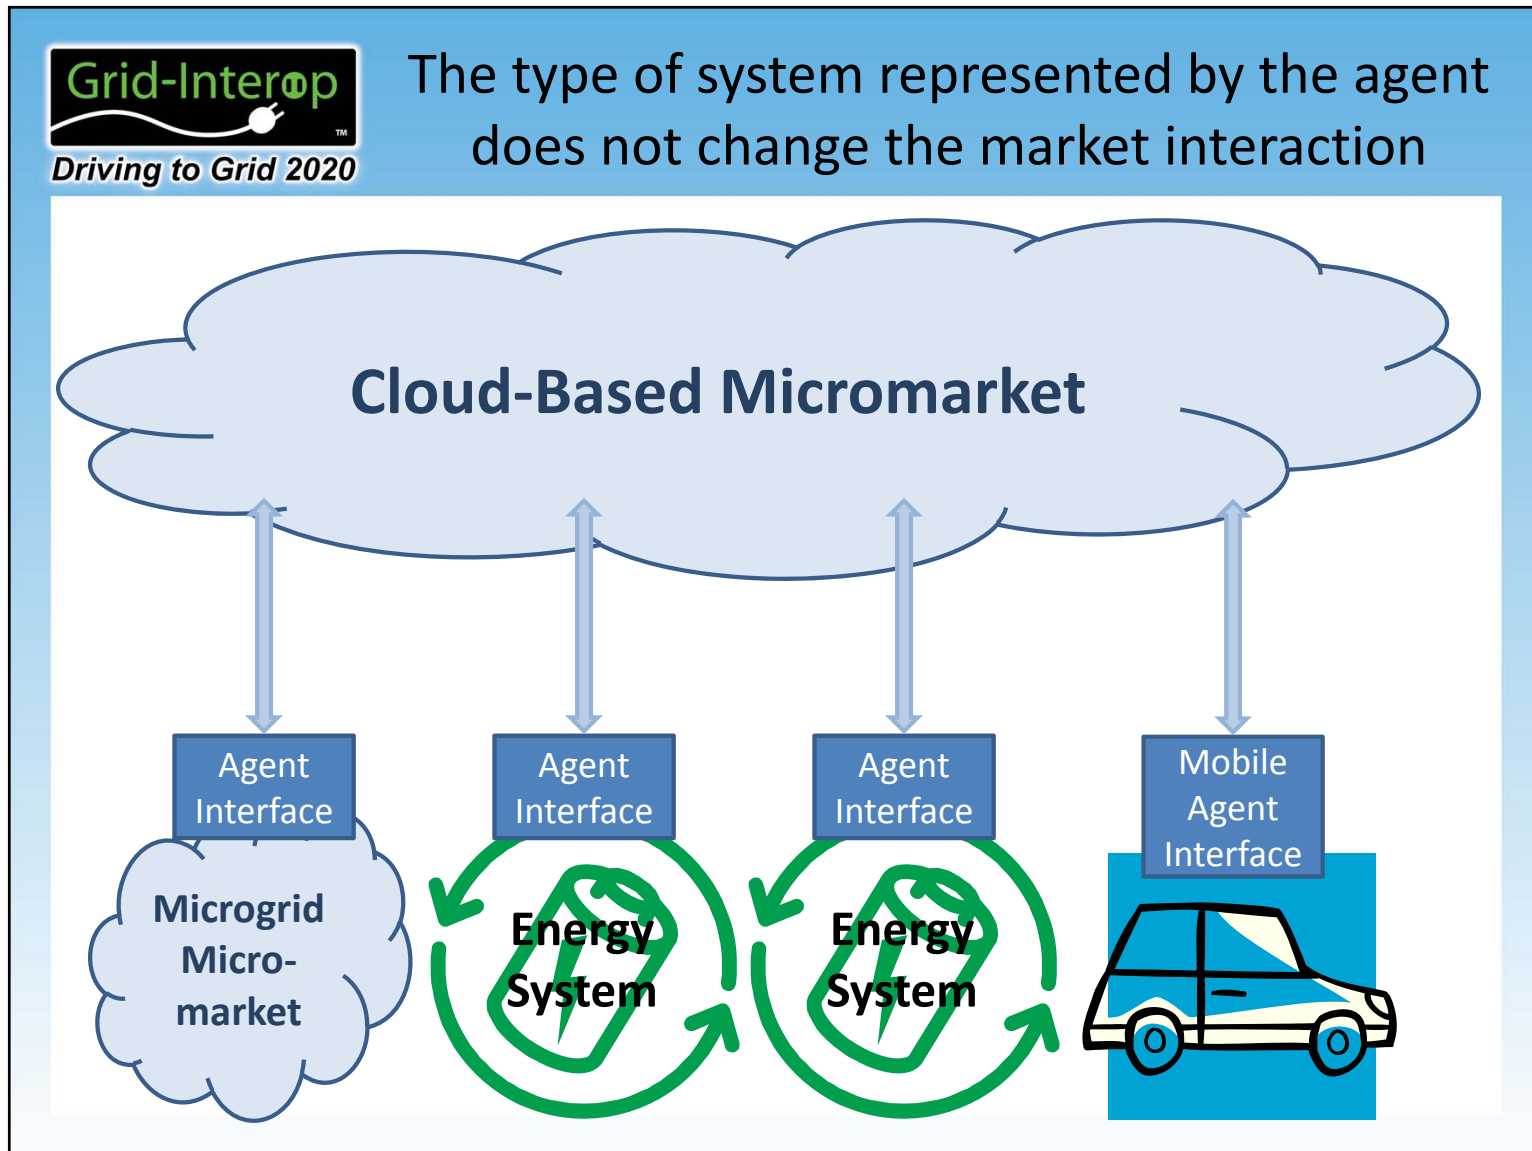 Grid-Interop
TM
Driving to Grid 2020
The type of system represented by the agent
does not change the market interaction
Cloud-Based Micromarket
Agent
Interface
Agent
Interface
Agent
Interface
Mobile
Agent
Interface
Microgrid
Micro-
market
Energy
System
Energy
System